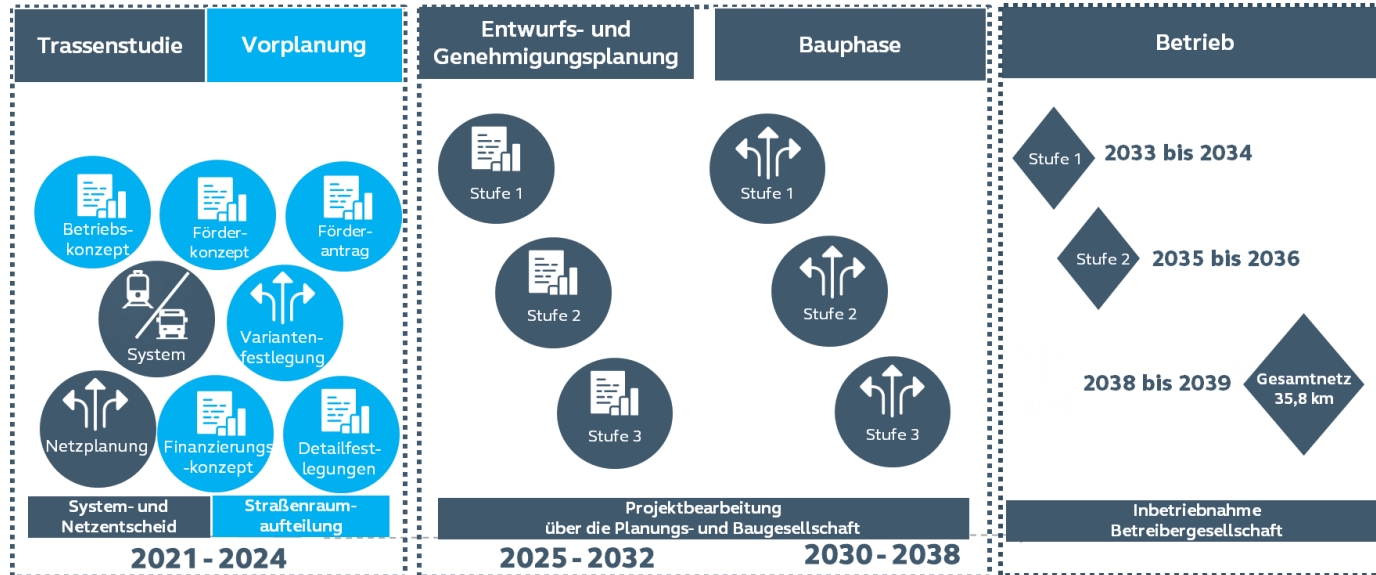 Trassenstudie
Vorplanung
Betriebs-
konzept
Förder-
konzept
Förder-
antrag
System
Varianten-
festlegung
Netzplanung
Finanzierungs
-konzept
Detailfest-
legungen
System- und
Netzentscheid
Straßenraum-
aufteilung
2021 - 2024
Entwurfs- und
Genehmigungsplanung
Bauphase
Stufe 1
Stufe 2
Stufe 3
Stufe 1
Stufe 2
Stufe 3
Projektbearbeitung
über die Planungs- und Baugesellschaft
2025 - 2032
2030 - 2038
Betrieb
Stufe 1
2033 bis 2034
Stufe 2
2035 bis 2036
2038 bis 2039
Gesamtnetz
35,8 km
Inbetriebnahme
Betreibergesellschaft